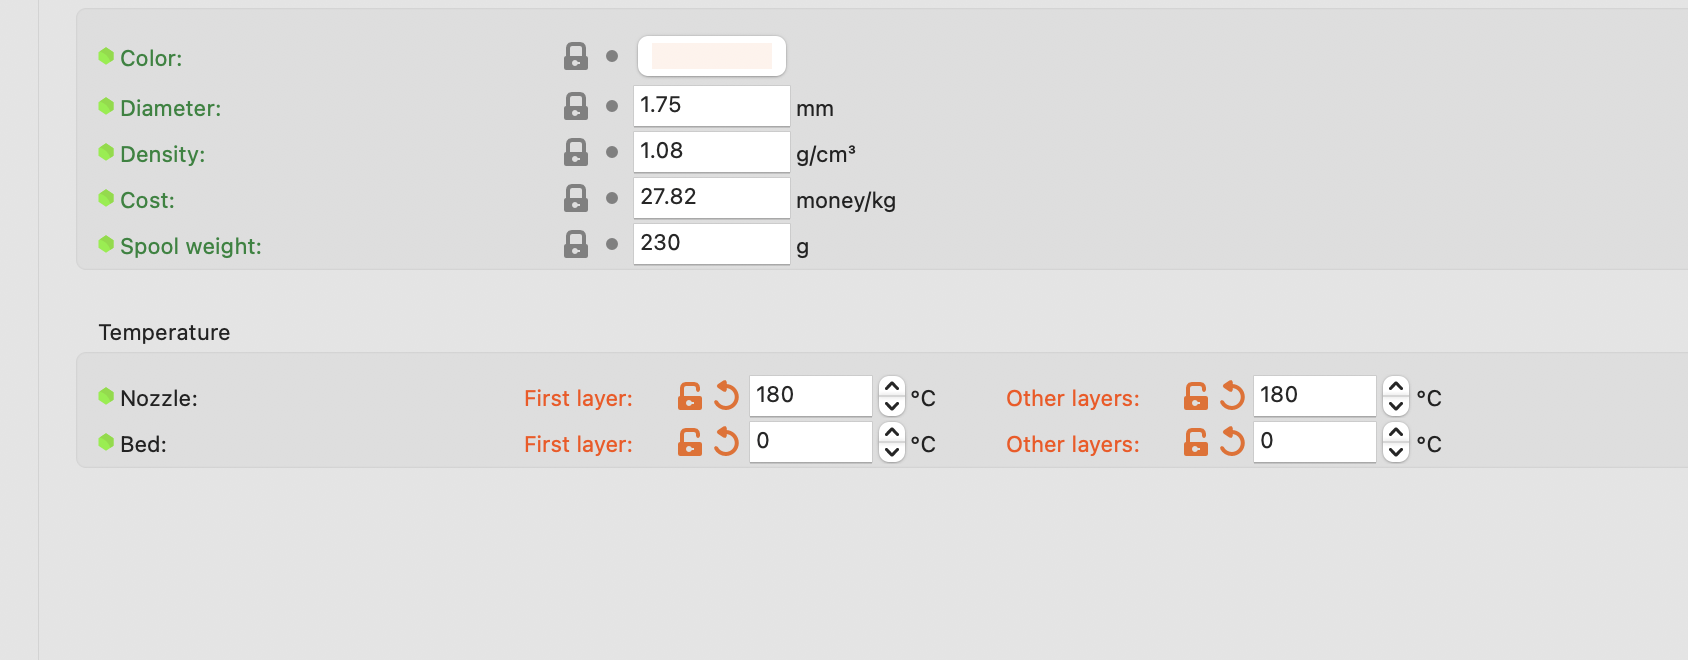 Color:
Diameter: 1.75 mm
Density: 1.08 g/cm³
Cost: 27.82 money/kg
Spool weight: 230 g
Temperature
Nozzle: First layer: 180 °C Other layers: 180 °C
Bed: First layer: 0 °C Other layers: 0 °C